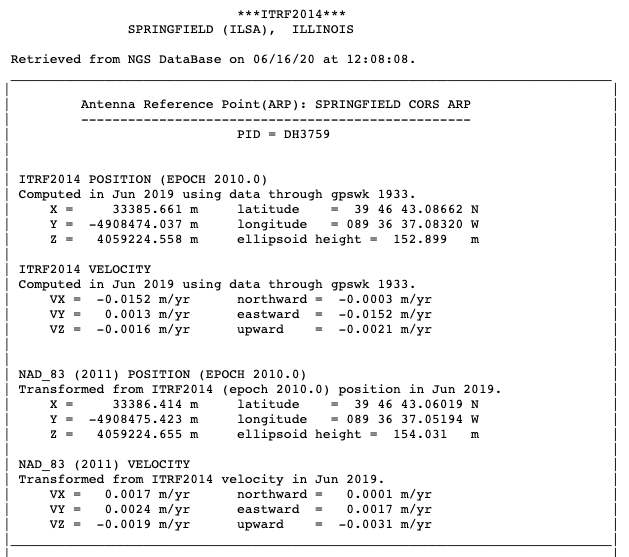 ***ITRF2014***
SPRINGFIELD (ILSA), ILLINOIS
Retrieved from NGS DataBase on 06/16/20 at 12:08:08.
Antenna Reference Point(ARP): SPRINGFIELD CORS ARP
--------------------------------------------------
PID = DH3759
ITRF2014 POSITION (EPOCH 2010.0)
Computed in Jun 2019 using data through gpswk 1933.
X = 33385.661 m latitude = 39 46 43.08662 N
Y = -4908474.037 m longitude = 089 36 37.08320 W
Z = 4059224.558 m ellipsoid height = 152.899 m
ITRF2014 VELOCITY
Computed in Jun 2019 using data through gpswk 1933.
VX = -0.0152 m/yr northward = -0.0003 m/yr
VY = 0.0013 m/yr eastward = -0.0152 m/yr
VZ = -0.0016 m/yr upward = -0.0021 m/yr
NAD_83 (2011) POSITION (EPOCH 2010.0)
Transformed from ITRF2014 (epoch 2010.0) position in Jun 2019.
X = 33386.414 m latitude = 39 46 43.06019 N
Y = -4908475.423 m longitude = 089 36 37.05194 W
Z = 4059224.655 m ellipsoid height = 154.031 m
NAD_83 (2011) VELOCITY
Transformed from ITRF2014 velocity in Jun 2019.
VX = 0.0017 m/yr northward = 0.0001 m/yr
VY = 0.0024 m/yr eastward = 0.0017 m/yr
VZ = -0.0019 m/yr upward = -0.0031 m/yr